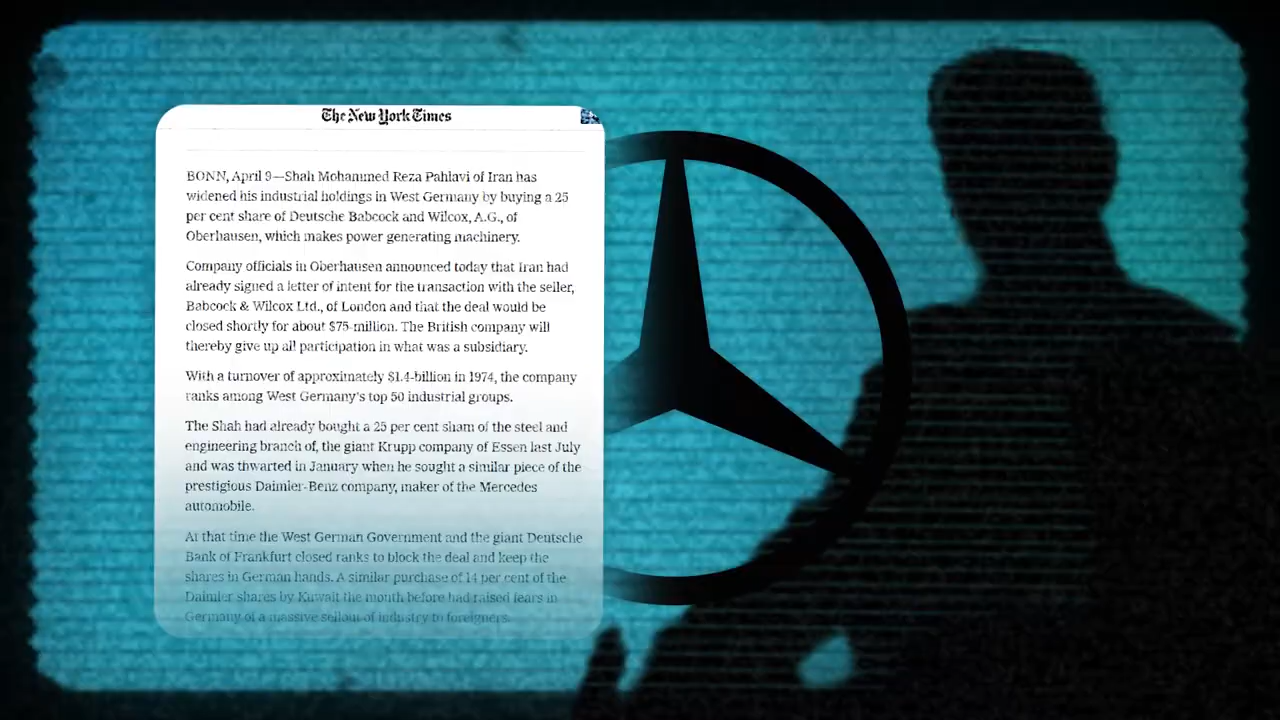 The New York Times
BONN, April 9—Shah Mohammed Reza Pahlavi of Iran has
widened his industrial holdings in West Germany by buying a 25
per cent share of Deutsche Babcock and Wilcox, A.G., of
Oberhausen, which makes power generating machinery.
Company officials in Oberhausen announced today that Iran had
already signed a letter of intent for the transaction with the seller,
Babcock & Wilcox Ltd., of London and that the deal would be
closed shortly for about $75-million. The British company will
thereby give up all participation in what was a subsidiary.
With a turnover of approximately $1.4-billion in 1974, the company
ranks among West Germany's top 50 industrial groups.
The Shah had already bought a 25 per cent sham of the steel and
engineering branch of, the giant Krupp company of Essen last July
and was thwarted in January when he sought a similar piece of the
prestigious Daimler-Benz company, maker of the Mercedes
automobile.
At that time the West German Government and the giant Deutsche
Bank of Frankfurt closed ranks to block the deal and keep the
shares in German hands. A similar purchase of 14 per cent of the
Daimler shares by Kuwait the month before had raised fears in
Germany of a massive sellout of industry to foreigners.